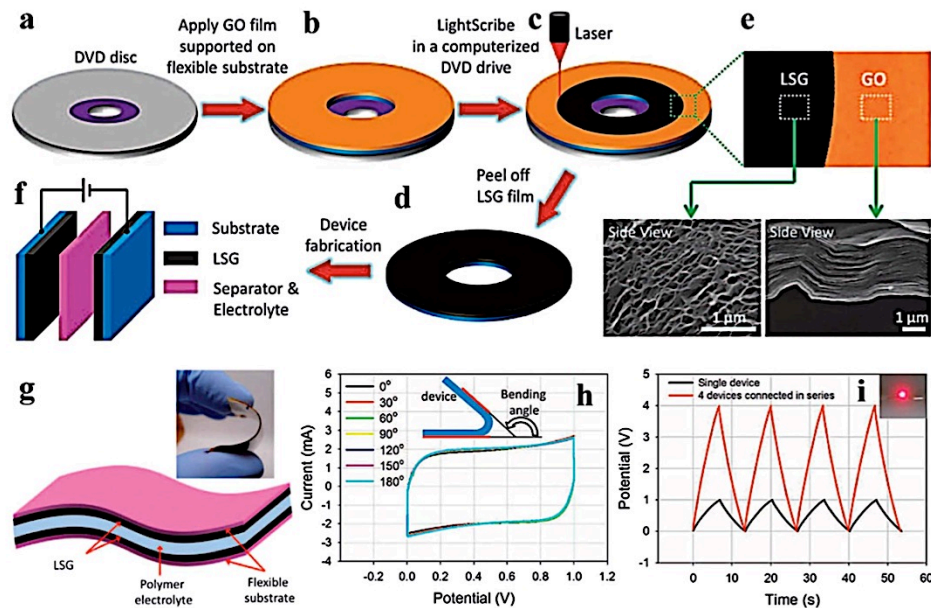 a
DVD disc
Apply GO film
supported on
flexible substrate
b
LightScribe
in a computerized
DVD drive
c
Laser
e
LSG
GO
Peel off
LSG film
d
Device
fabrication
f
Substrate
LSG
Separator &
Electrolyte
Side View
1 μm
Side View
1 μm
g
LSG
Polymer
electrolyte
Flexible
substrate
h
Current (mA)
6
5
4
3
2
1
0
-1
-2
-3
-4
0°
30°
60°
90°
120°
150°
180°
device
Bending
angle
-0.2
0.0
0.2
0.4
0.6
0.8
1.0
1.2
Potential (V)
i
Single device
4 devices connected in series
Potential (V)
5
4
3
2
1
0
-1
0
10
20
30
40
50
60
Time (s)